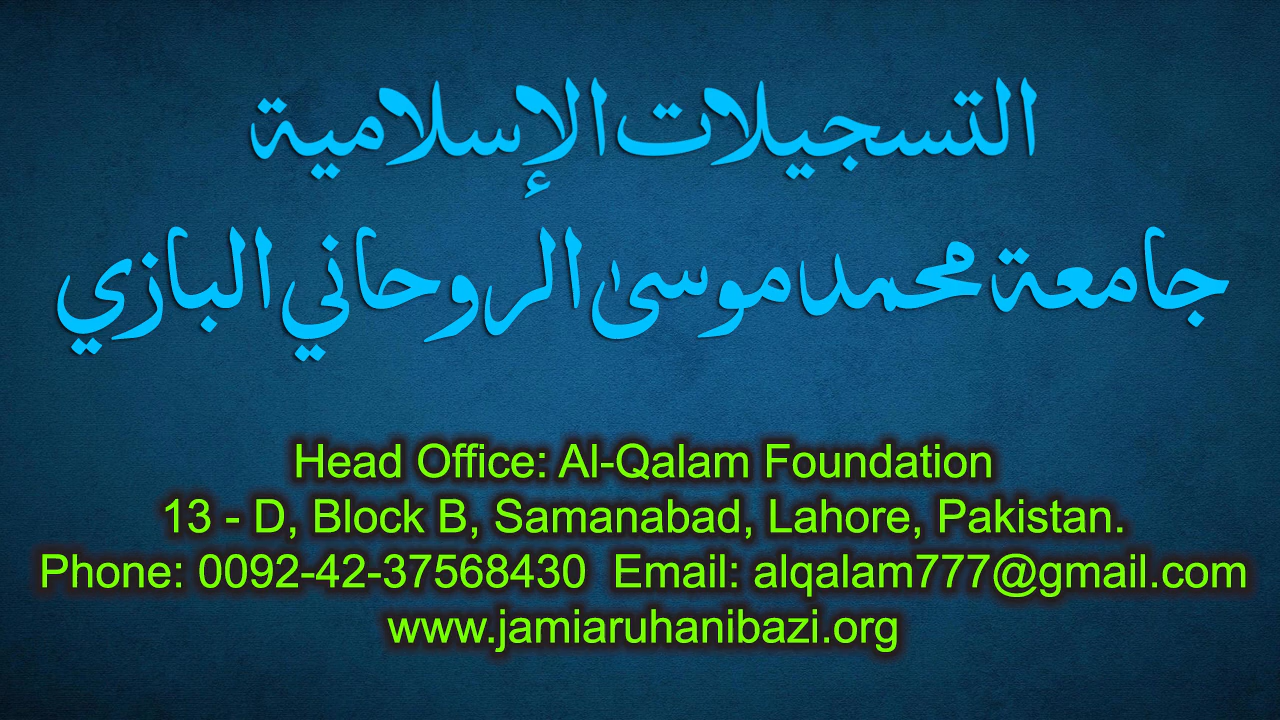 التسجيلات الإسلامية
جامعة محمد موسىٰ الروحاني البازي
Head Office: Al-Qalam Foundation
13 - D, Block B, Samanabad, Lahore, Pakistan.
Phone: 0092-42-37568430  Email: alqalam777@gmail.com
www.jamiaruhanibazi.org